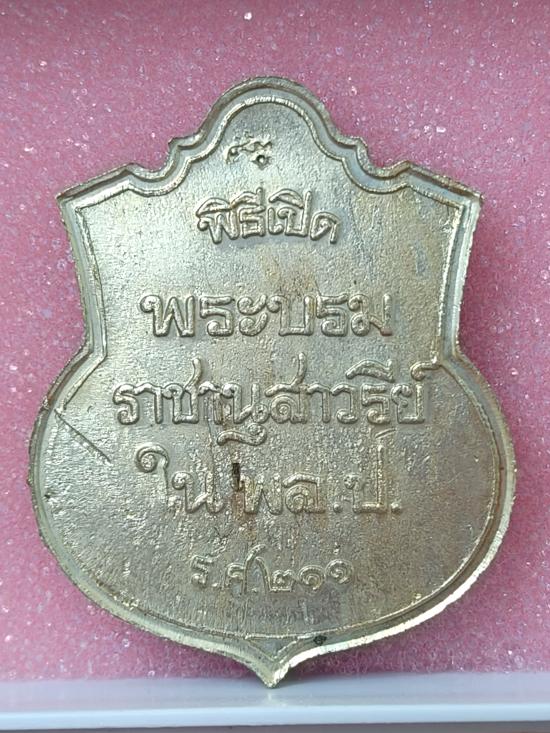 พิธีเปิด
พระบรม
ราชานุสาวรีย์
ใน พล.ป.
ร.ศ.๒๑๑